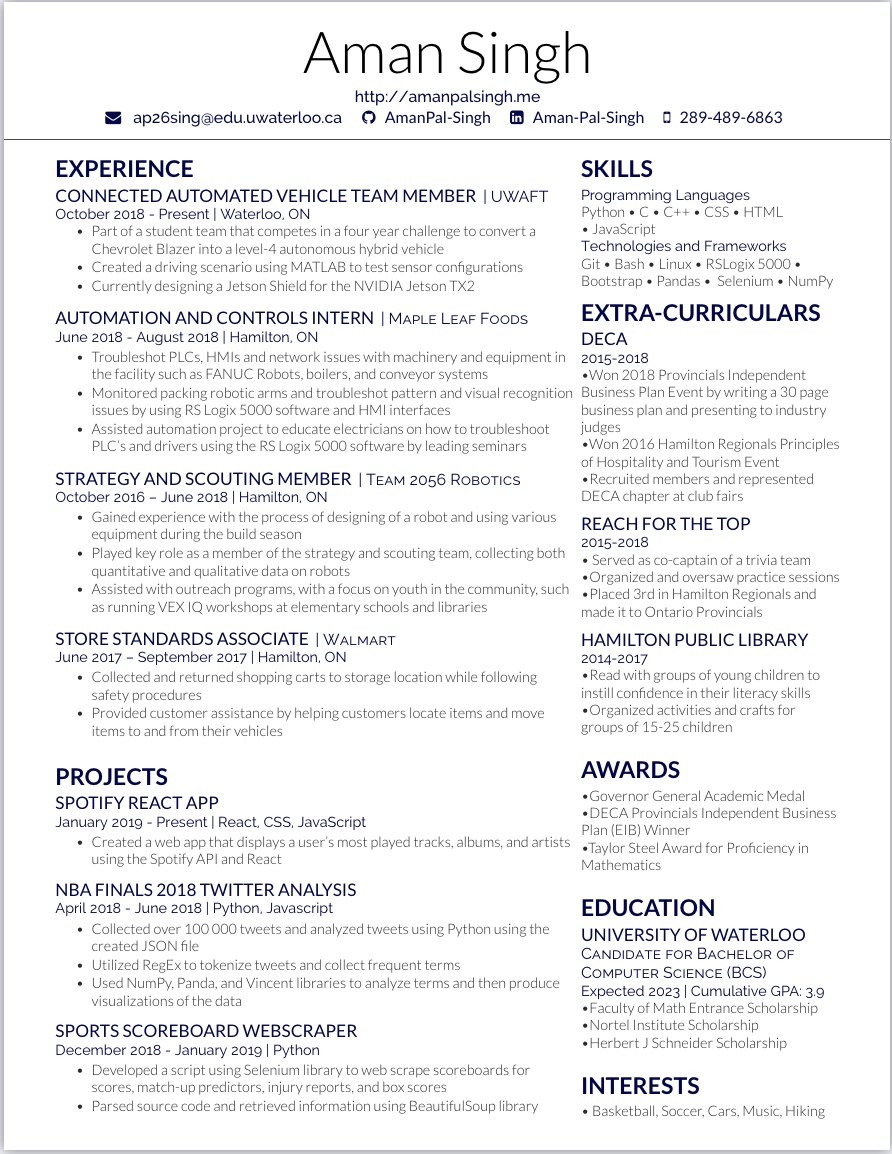 Aman Singh
http://amanpalsingh.me
ap26sing@edu.uwaterloo.ca AmanPal-Singh Aman-Pal-Singh 289-489-6863
EXPERIENCE
CONNECTED AUTOMATED VEHICLE TEAM MEMBER | UWAFT
October 2018 - Present | Waterloo, ON
• Part of a student team that competes in a four year challenge to convert a
Chevrolet Blazer into a level-4 autonomous hybrid vehicle
• Created a driving scenario using MATLAB to test sensor configurations
• Currently designing a Jetson Shield for the NVIDIA Jetson TX2
AUTOMATION AND CONTROLS INTERN | MAPLE LEAF FOODS
June 2018 - August 2018 | Hamilton, ON
• Troubleshot PLCs, HMIs and network issues with machinery and equipment in
the facility such as FANUC Robots, boilers, and conveyor systems
• Monitored packing robotic arms and troubleshot pattern and visual recognition
issues by using RS Logix 5000 software and HMI interfaces
• Assisted automation project to educate electricians on how to troubleshoot
PLC's and drivers using the RS Logix 5000 software by leading seminars
STRATEGY AND SCOUTING MEMBER | TEAM 2056 ROBOTICS
October 2016 – June 2018 | Hamilton, ON
• Gained experience with the process of designing of a robot and using various
equipment during the build season
• Played key role as a member of the strategy and scouting team, collecting both
quantitative and qualitative data on robots
• Assisted with outreach programs, with a focus on youth in the community, such
as running VEX IQ workshops at elementary schools and libraries
STORE STANDARDS ASSOCIATE | WALMART
June 2017 – September 2017 | Hamilton, ON
• Collected and returned shopping carts to storage location while following
safety procedures
• Provided customer assistance by helping customers locate items and move
items to and from their vehicles
PROJECTS
SPOTIFY REACT APP
January 2019 - Present | React, CSS, JavaScript
• Created a web app that displays a user's most played tracks, albums, and artists
using the Spotify API and React
NBA FINALS 2018 TWITTER ANALYSIS
April 2018 - June 2018 | Python, Javascript
• Collected over 100 000 tweets and analyzed tweets using Python using the
created JSON file
• Utilized RegEx to tokenize tweets and collect frequent terms
• Used NumPy, Panda, and Vincent libraries to analyze terms and then produce
visualizations of the data
SPORTS SCOREBOARD WEBSCRAPER
December 2018 - January 2019 | Python
• Developed a script using Selenium library to web scrape scoreboards for
scores, match-up predictors, injury reports, and box scores
• Parsed source code and retrieved information using BeautifulSoup library
SKILLS
Programming Languages
Python • C • C++ • CSS • HTML
• JavaScript
Technologies and Frameworks
Git • Bash • Linux • RSLogix 5000 •
Bootstrap • Pandas • Selenium • NumPy
EXTRA-CURRICULARS
DECA
2015-2018
•Won 2018 Provincials Independent
Business Plan Event by writing a 30 page
business plan and presenting to industry
judges
•Won 2016 Hamilton Regionals Principles
of Hospitality and Tourism Event
•Recruited members and represented
DECA chapter at club fairs
REACH FOR THE TOP
2015-2018
• Served as co-captain of a trivia team
•Organized and oversaw practice sessions
•Placed 3rd in Hamilton Regionals and
made it to Ontario Provincials
HAMILTON PUBLIC LIBRARY
2014-2017
•Read with groups of young children to
instill confidence in their literacy skills
•Organized activities and crafts for
groups of 15-25 children
AWARDS
•Governor General Academic Medal
•DECA Provincials Independent Business
Plan (EIB) Winner
•Taylor Steel Award for Proficiency in
Mathematics
EDUCATION
UNIVERSITY OF WATERLOO
CANDIDATE FOR BACHELOR OF
COMPUTER SCIENCE (BCS)
Expected 2023 | Cumulative GPA: 3.9
•Faculty of Math Entrance Scholarship
•Nortel Institute Scholarship
•Herbert J Schneider Scholarship
INTERESTS
• Basketball, Soccer, Cars, Music, Hiking